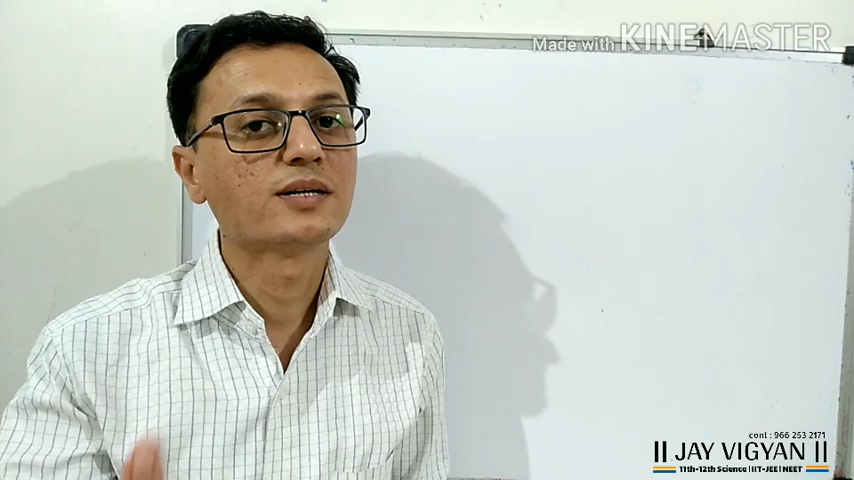 Made with KINEMASTER
cont : 966 253 2171
|| JAY VIGYAN ||
11th-12th Science | IIT-JEE | NEET